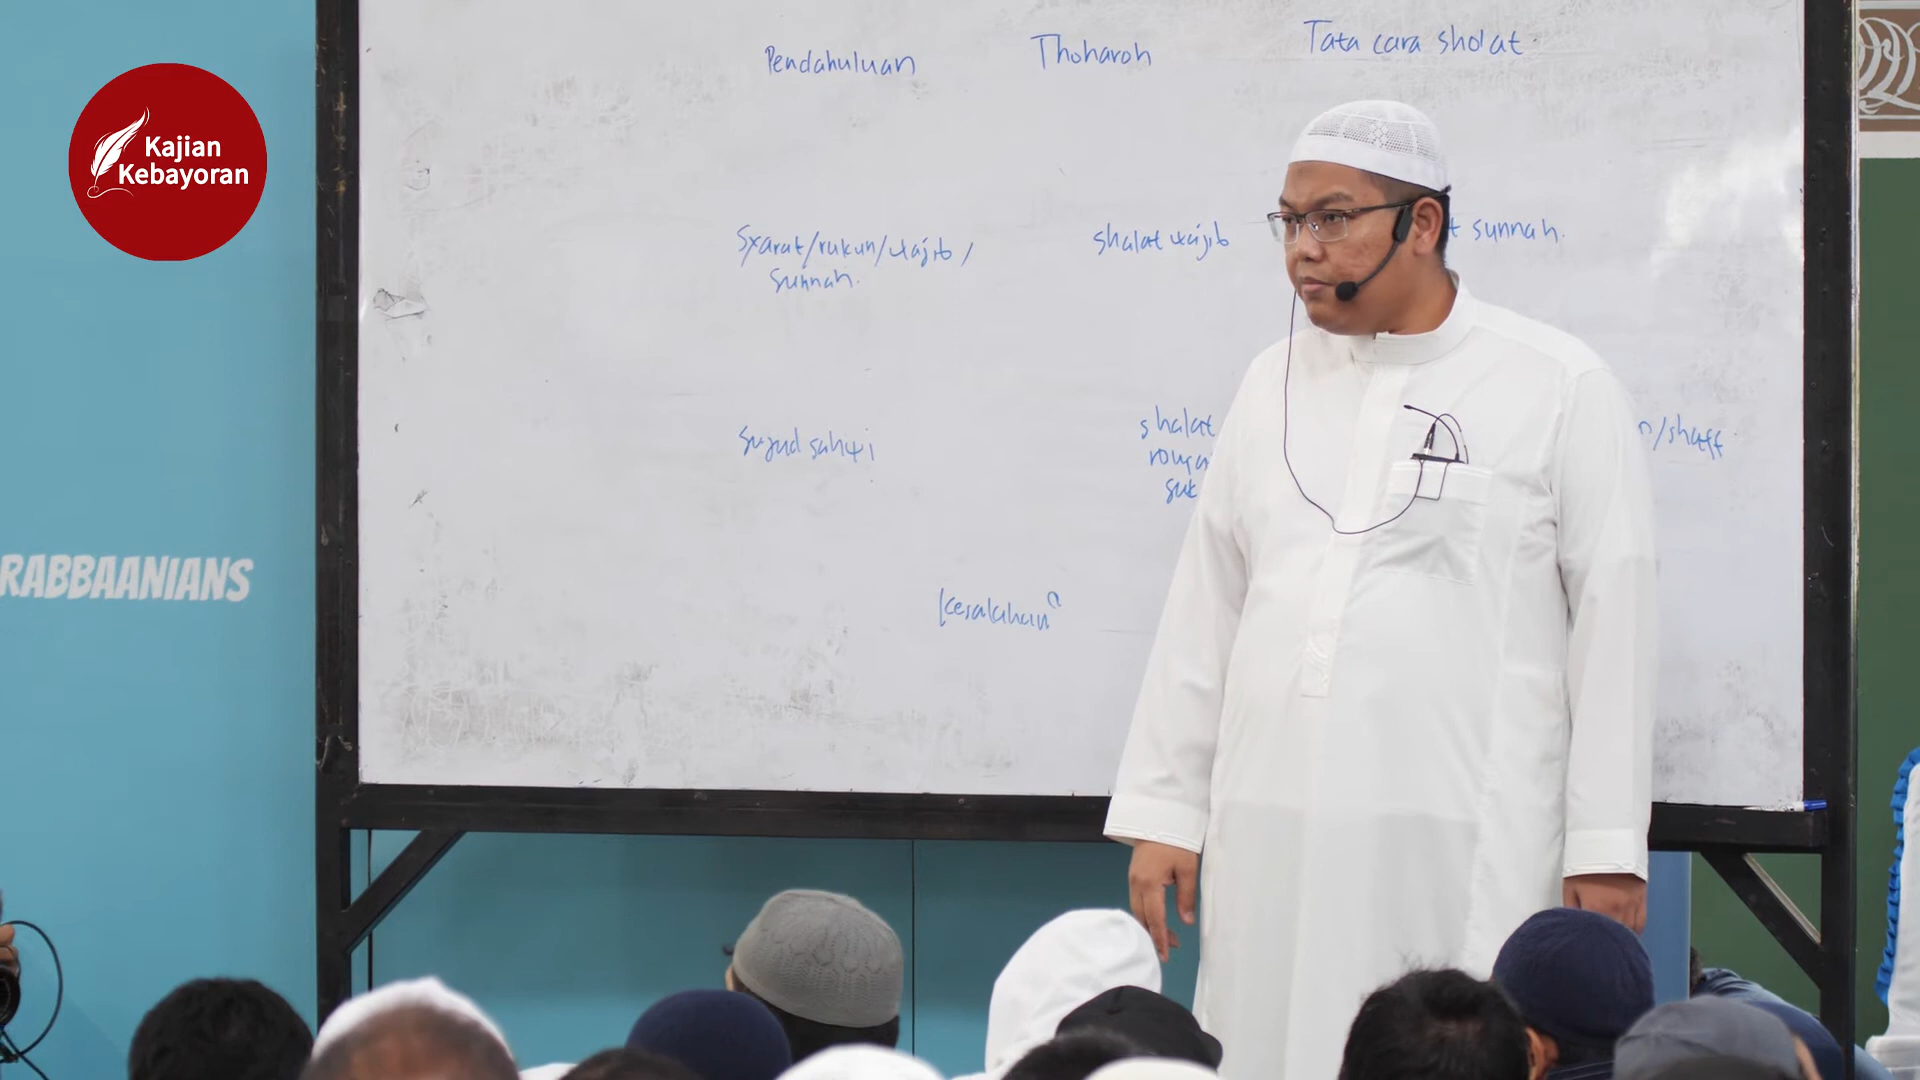 Kajian
Kebayoran
RABBAANIANS
Pendahuluan
Thoharoh
Tata cara sholat
Syarat/rukun/wajib/
sunnah.
shalat wajib
t sunnah.
Sujud sahwi
shalat
/shaff
kesalahan²